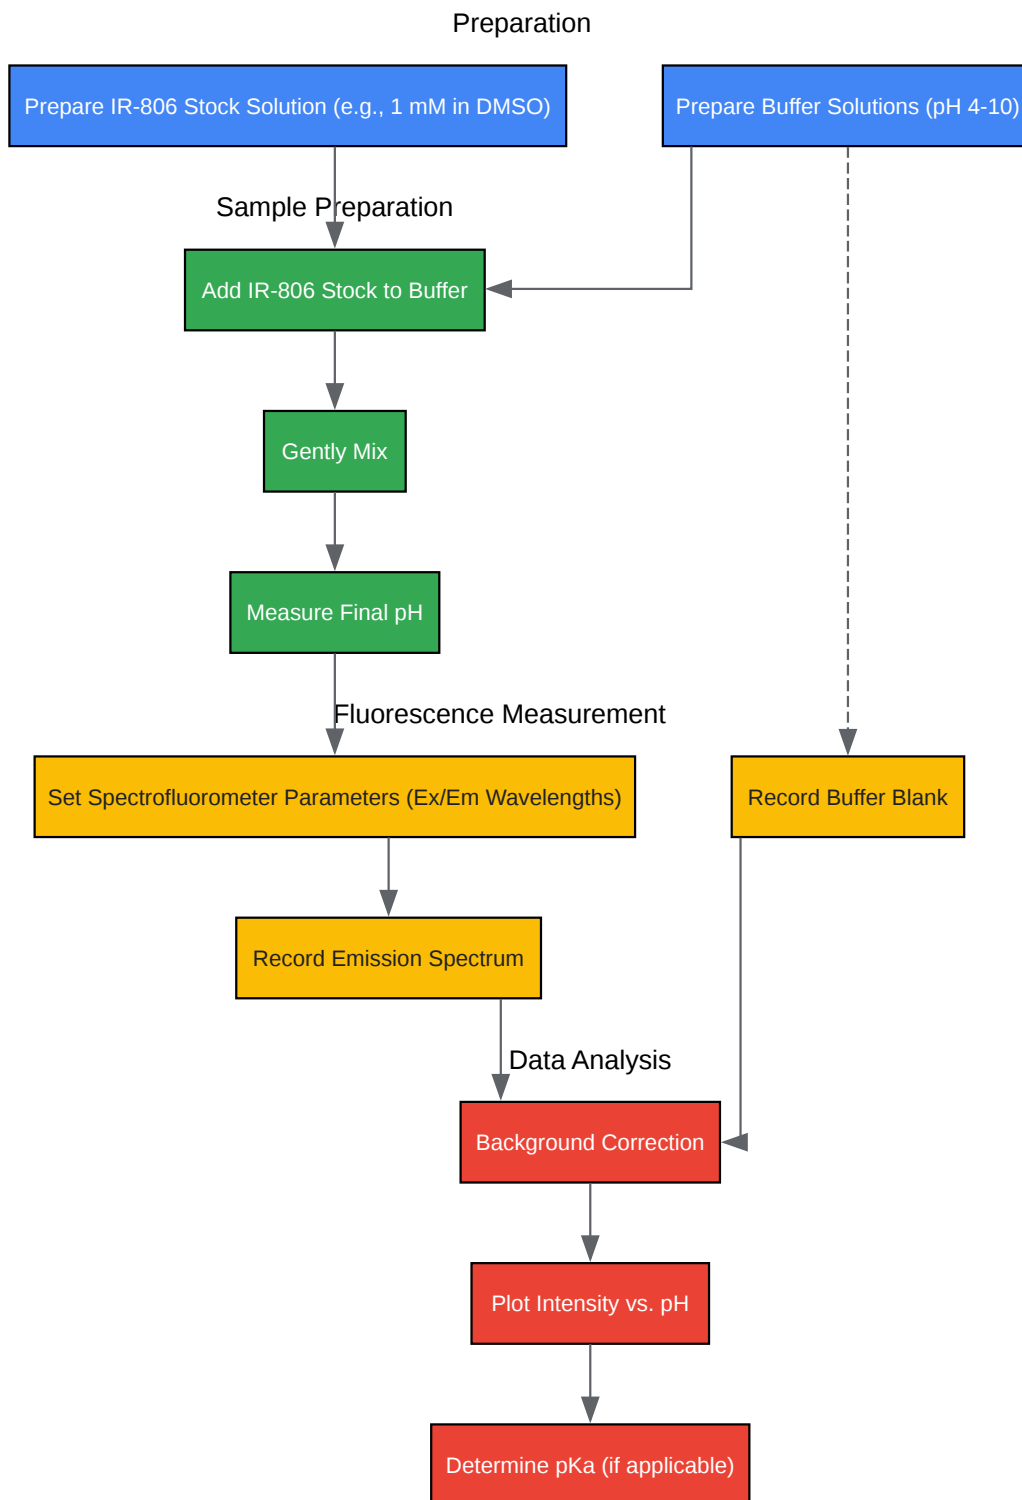 Preparation
Prepare IR-806 Stock Solution (e.g., 1 mM in DMSO)
Prepare Buffer Solutions (pH 4-10)
Sample Preparation
Add IR-806 Stock to Buffer
Gently Mix
Measure Final pH
Fluorescence Measurement
Set Spectrofluorometer Parameters (Ex/Em Wavelengths)
Record Buffer Blank
Record Emission Spectrum
Data Analysis
Background Correction
Plot Intensity vs. pH
Determine pKa (if applicable)